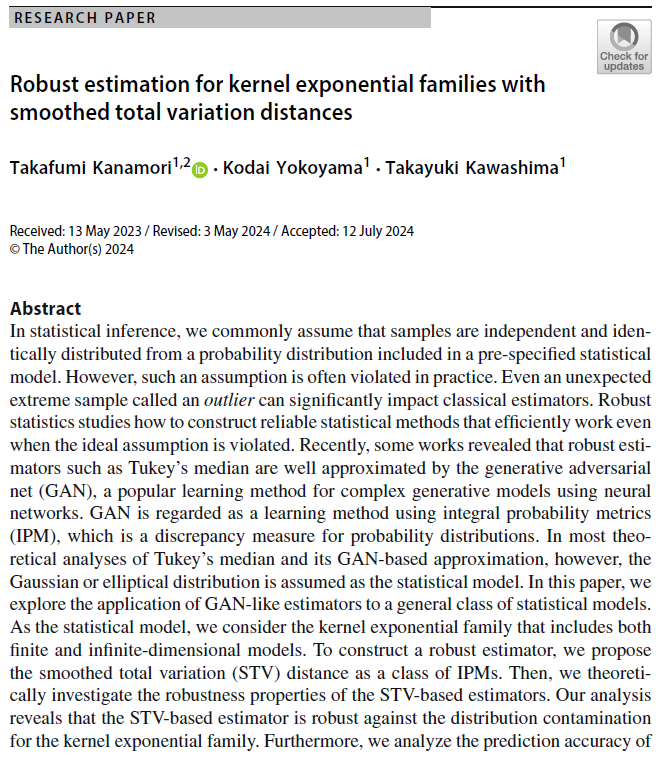 RESEARCH PAPER
Check for
updates
Robust estimation for kernel exponential families with
smoothed total variation distances
Takafumi Kanamori1,2 iD · Kodai Yokoyama1 · Takayuki Kawashima1
Received: 13 May 2023 / Revised: 3 May 2024 / Accepted: 12 July 2024
© The Author(s) 2024
Abstract
In statistical inference, we commonly assume that samples are independent and iden-
tically distributed from a probability distribution included in a pre-specified statistical
model. However, such an assumption is often violated in practice. Even an unexpected
extreme sample called an outlier can significantly impact classical estimators. Robust
statistics studies how to construct reliable statistical methods that efficiently work even
when the ideal assumption is violated. Recently, some works revealed that robust esti-
mators such as Tukey's median are well approximated by the generative adversarial
net (GAN), a popular learning method for complex generative models using neural
networks. GAN is regarded as a learning method using integral probability metrics
(IPM), which is a discrepancy measure for probability distributions. In most theo-
retical analyses of Tukey's median and its GAN-based approximation, however, the
Gaussian or elliptical distribution is assumed as the statistical model. In this paper, we
explore the application of GAN-like estimators to a general class of statistical models.
As the statistical model, we consider the kernel exponential family that includes both
finite and infinite-dimensional models. To construct a robust estimator, we propose
the smoothed total variation (STV) distance as a class of IPMs. Then, we theoreti-
cally investigate the robustness properties of the STV-based estimators. Our analysis
reveals that the STV-based estimator is robust against the distribution contamination
for the kernel exponential family. Furthermore, we analyze the prediction accuracy of